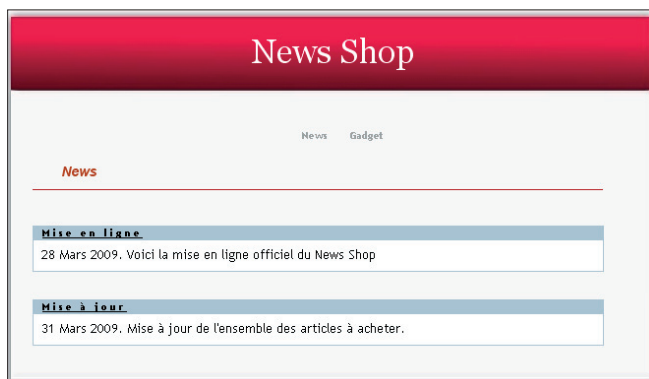 News Shop
News Gadget
News
Mise en ligne
28 Mars 2009. Voici la mise en ligne officiel du News Shop
Mise à jour
31 Mars 2009. Mise à jour de l'ensemble des articles à acheter.